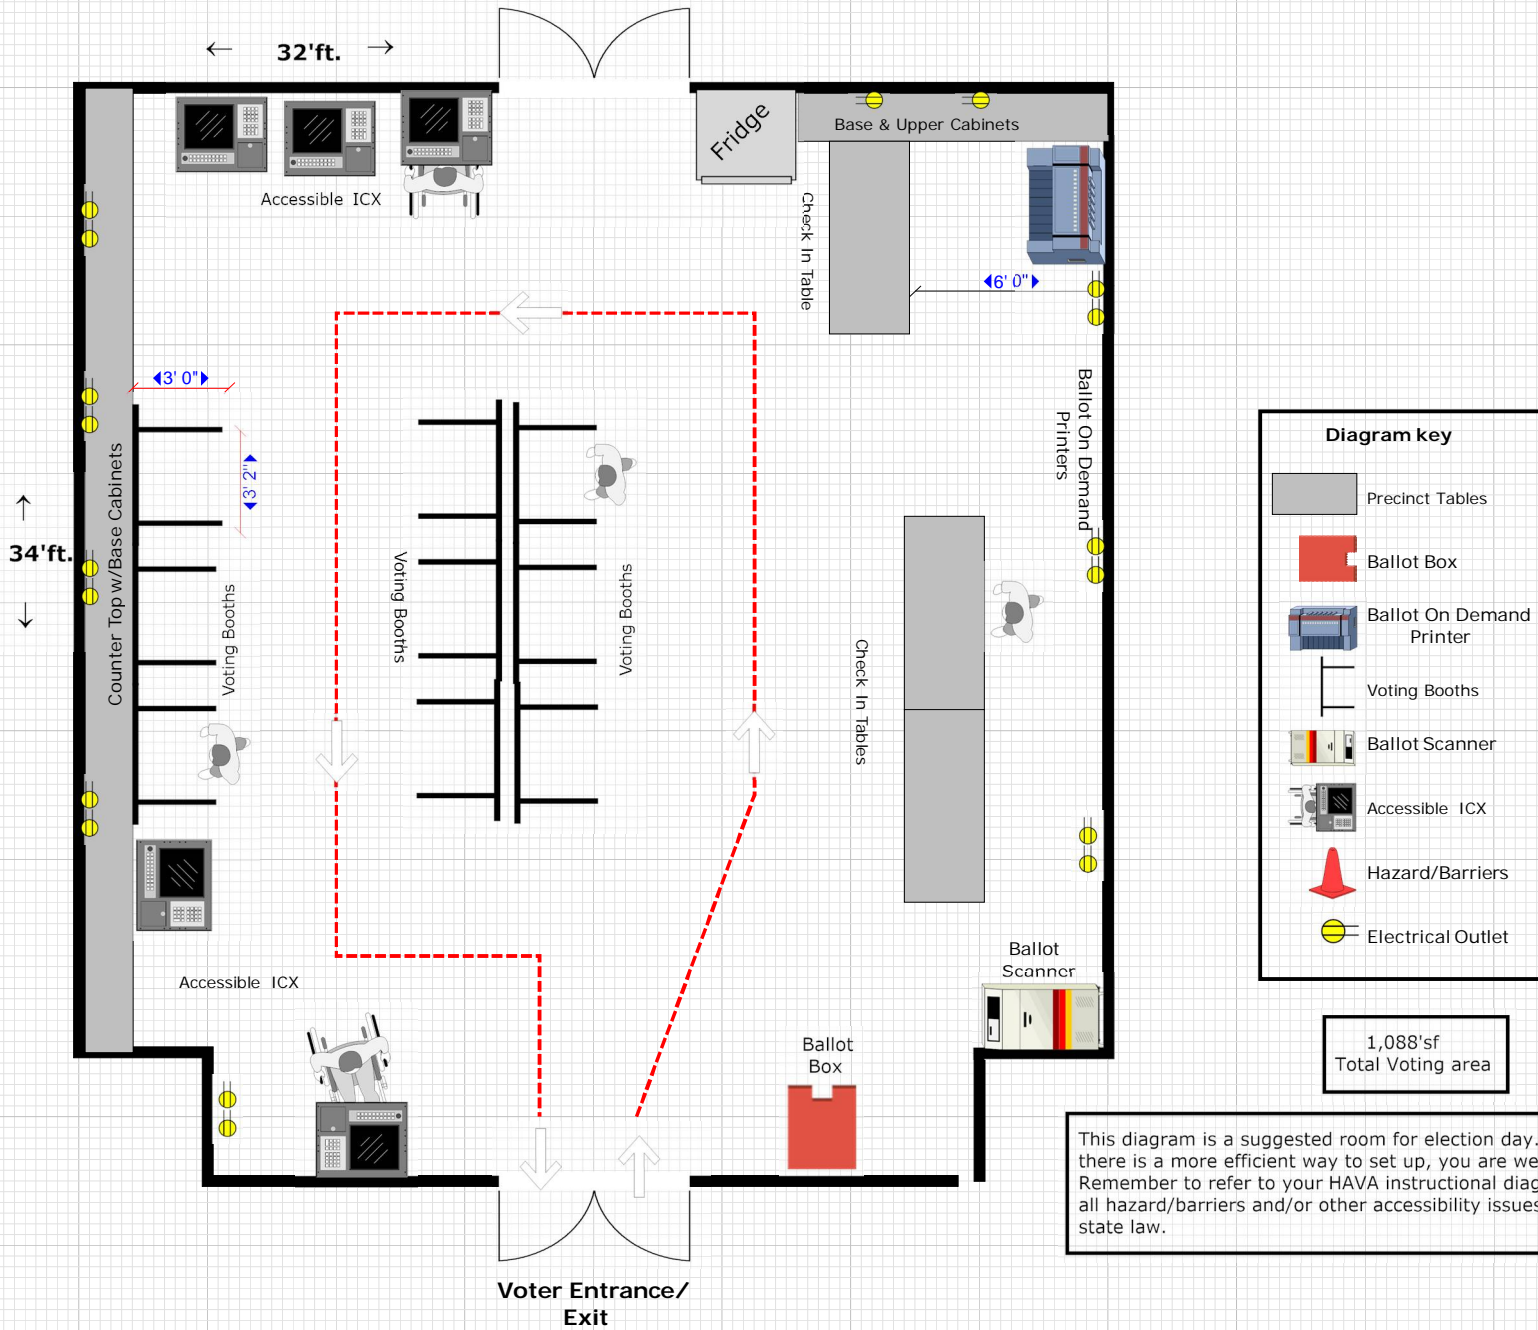 32'ft.
Fridge
Base & Upper Cabinets
Accessible ICX
Check In Table
6' 0"
3' 0"
3' 2"
Ballot On Demand
Printers
34'ft.
Counter Top w/Base Cabinets
Voting Booths
Voting Booths
Voting Booths
Check In Tables
Accessible ICX
Ballot
Scanner
Ballot
Box
Voter Entrance/
Exit
Diagram key
Precinct Tables
Ballot Box
Ballot On Demand
Printer
Voting Booths
Ballot Scanner
Accessible ICX
Hazard/Barriers
Electrical Outlet
1,088'sf
Total Voting area
This diagram is a suggested room for election day.
there is a more efficient way to set up, you are
Remember to refer to your HAVA instructional
all hazard/barriers and/or other accessibility issues
state law.